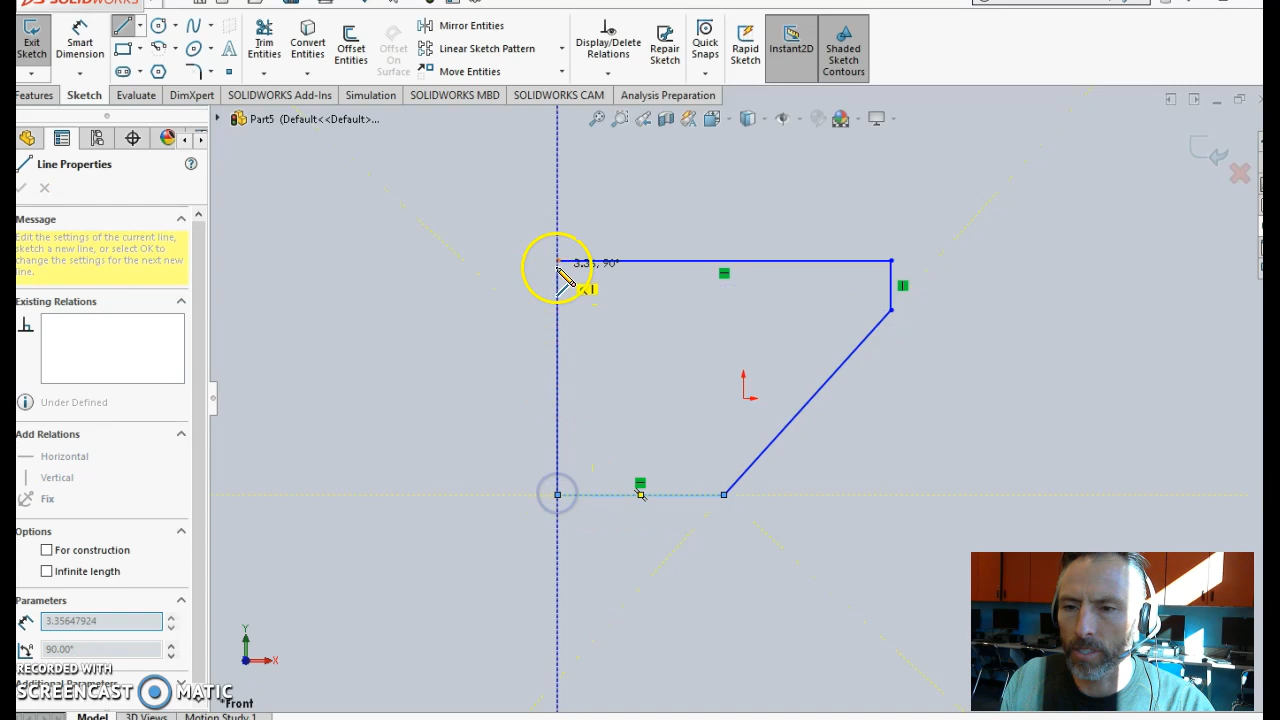 Exit Sketch
Smart Dimension
Trim Entities
Convert Entities
Offset Entities
Offset On Surface
Mirror Entities
Linear Sketch Pattern
Move Entities
Display/Delete Relations
Repair Sketch
Quick Snaps
Rapid Sketch
Instant2D
Shaded Sketch Contours
Features
Sketch
Evaluate
DimXpert
SOLIDWORKS Add-Ins
Simulation
SOLIDWORKS MBD
SOLIDWORKS CAM
Analysis Preparation
Part5 (Default<<Default>...
Line Properties
Message
Edit the settings of the current line,
sketch a new line, or select OK to
change the settings for the next new
line.
Existing Relations
Under Defined
Add Relations
Horizontal
Vertical
Fix
Options
For construction
Infinite length
Parameters
3.35647924
90.00°
Additional Parameters
RECORDED WITH
SCREENCAST MATIC
90°
Y
X
*Front
Model
3D Views
Motion Study 1